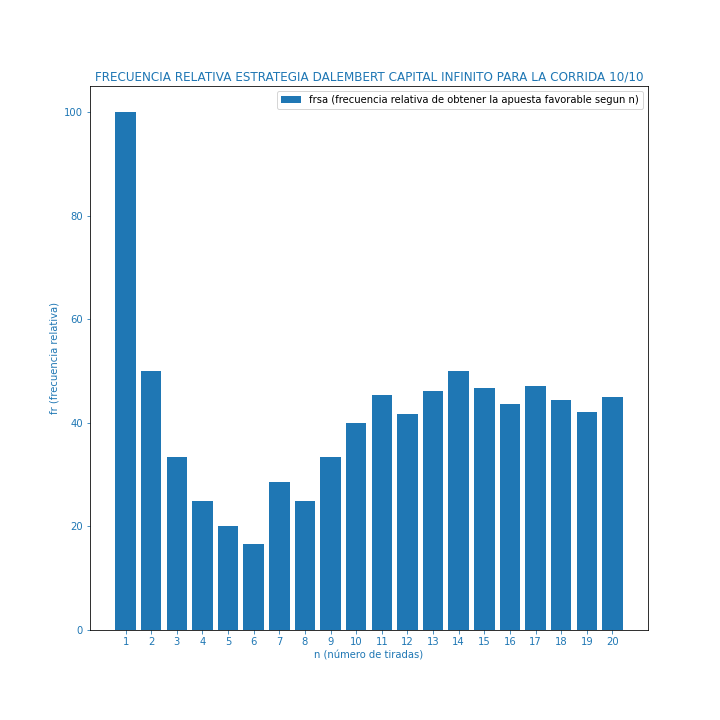 FRECUENCIA RELATIVA ESTRATEGIA DALEMBERT CAPITAL INFINITO PARA LA CORRIDA 10/10
frsa (frecuencia relativa de obtener la apuesta favorable segun n)
100
80
60
40
20
0
fr (frecuencia relativa)
1 2 3 4 5 6 7 8 9 10 11 12 13 14 15 16 17 18 19 20
n (número de tiradas)